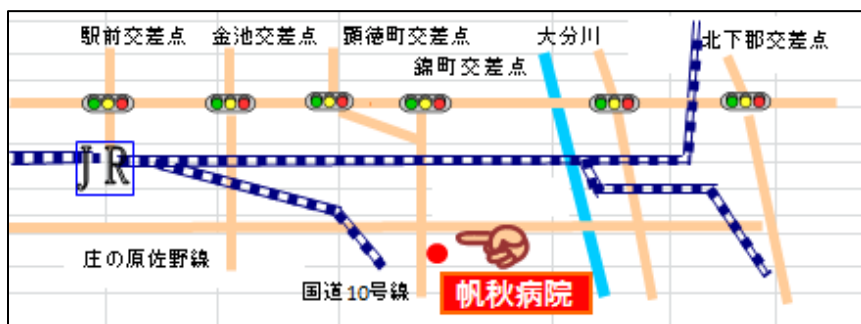 駅前交差点
金池交差点
顕徳町交差点
大分川
北下郡交差点
錦町交差点
JR
庄の原佐野線
国道10号線
帆秋病院